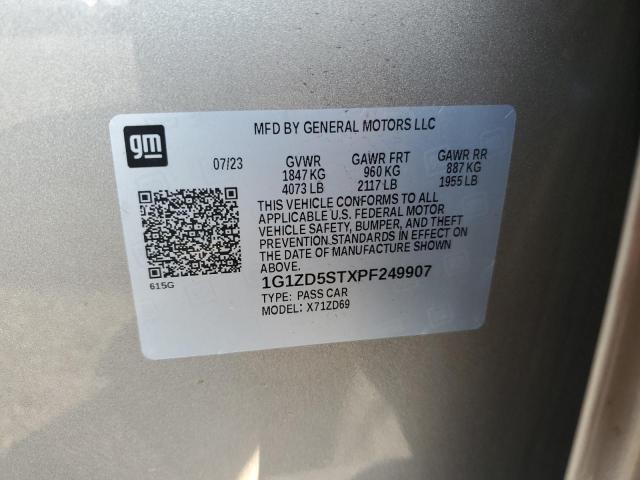 gm
MFD BY GENERAL MOTORS LLC
07/23 GVWR GAWR FRT GAWR RR
1847 KG 960 KG 887 KG
4073 LB 2117 LB 1955 LB
THIS VEHICLE CONFORMS TO ALL
APPLICABLE U.S. FEDERAL MOTOR
VEHICLE SAFETY, BUMPER, AND THEFT
PREVENTION.STANDARDS IN EFFECT ON
THE DATE OF MANUFACTURE SHOWN
ABOVE.
615G
1G1ZD5STXPF249907
TYPE: PASS CAR
MODEL: X71ZD69